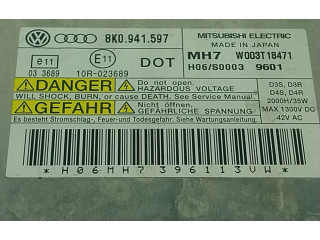 8K0.941.597
MITSUBISHI ELECTRIC
MADE IN JAPAN
e11 E11 DOT MH7 W003T18471
03 3689 10R-023689 H06/S0003 9601
DANGER DO NOT OPEN.
HAZARDOUS VOLTAGE
WILL SHOCK, BURN, or CAUSE DEATH. See Service Manual.
GEFAHR NICHT ÖFFNEN.
GEFÄHRLICHE SPANNUNG
Es besteht Stromschlag-, Feuer- und Todesgefahr. Siehe Wartungsanleitung.
D3S, D3R
D4S, D4R
2000H/35W
MAX 1300V DC
42V AC
*H06MH7396113VW*